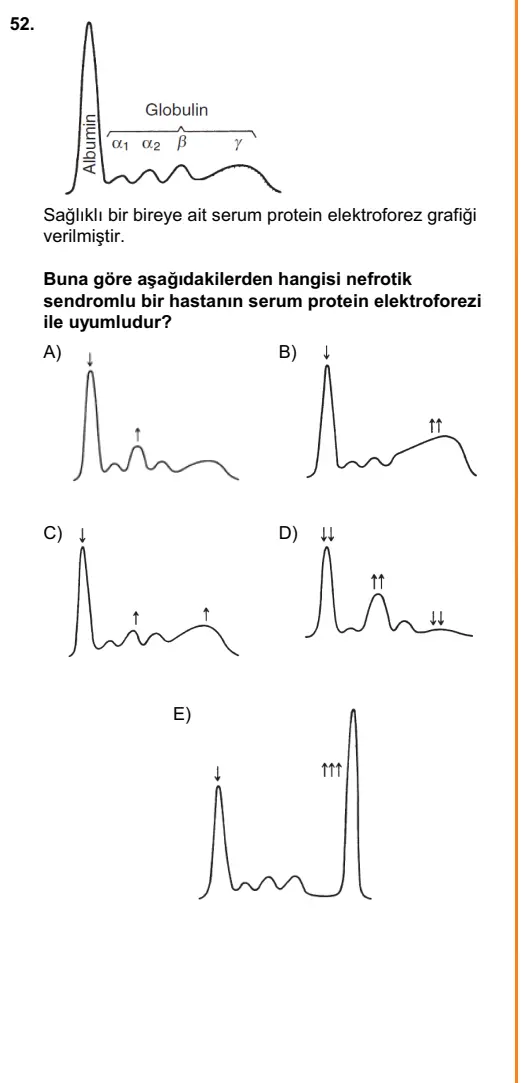 52.
Albumin
Globulin
α1 α2 β γ
Sağlıklı bir bireye ait serum protein elektroforez grafiği
verilmiştir.
Buna göre aşağıdakilerden hangisi nefrotik
sendromlu bir hastanın serum protein elektroforezi
ile uyumludur?
A) ↓ ↑
B) ↓ ↑↑
C) ↓ ↑ ↑
D) ↓↓ ↑↑ ↓↓
E) ↓ ↑↑↑